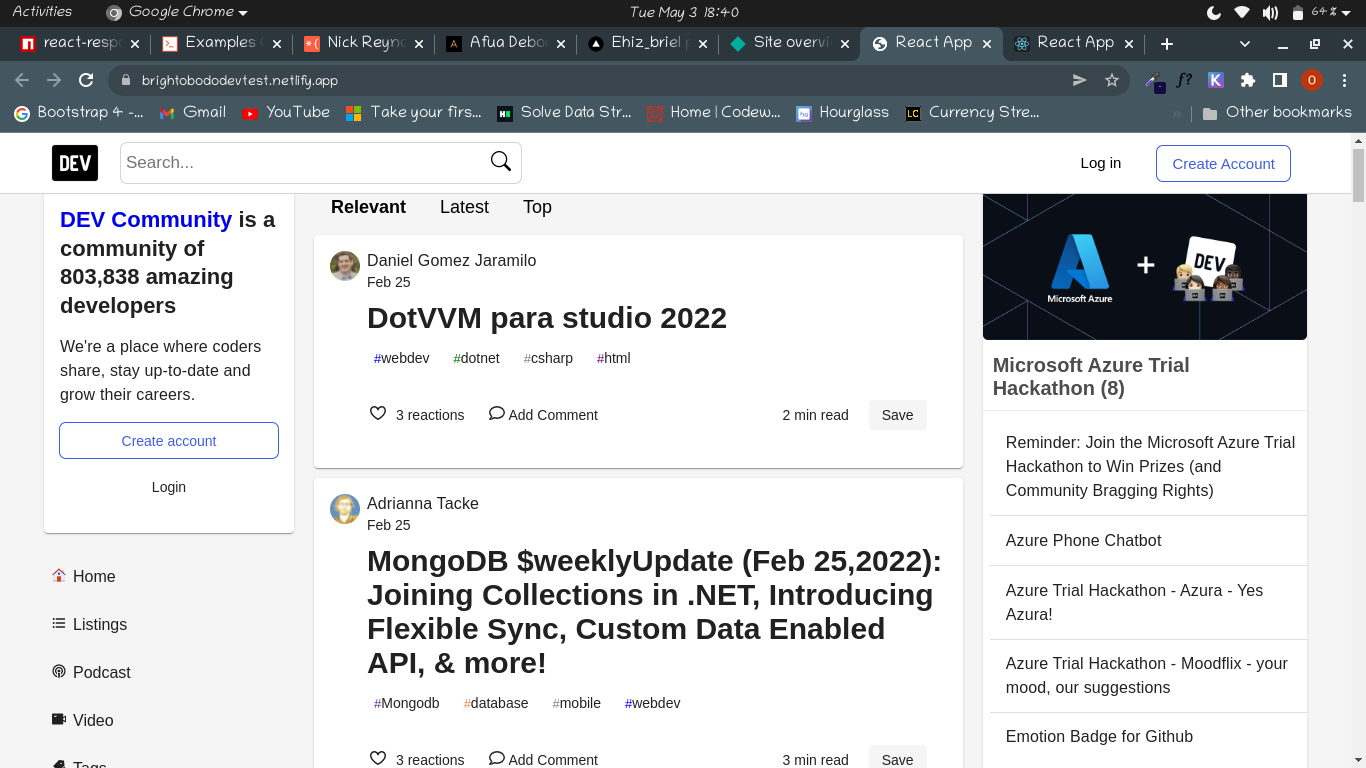 Activities
Google Chrome
Tue May 3 18:40
64 %
react-resp
Examples
Nick Reyn
Afua Debo
Ehiz_briel p
Site overvi
React App
React App
brightobododevtest.netlify.app
f?
K
O
Bootstrap 4 -...
Gmail
YouTube
Take your firs...
Solve Data Str...
Home | Codew...
Hourglass
LC
Currency Stre...
Other bookmarks
DEV
Search...
Log in
Create Account
DEV Community is a
community of
803,838 amazing
developers
We're a place where coders
share, stay up-to-date and
grow their careers.
Create account
Login
Home
Listings
Podcast
Video
Tags
Relevant
Latest
Top
Daniel Gomez Jaramilo
Feb 25
DotVVM para studio 2022
#webdev #dotnet #csharp #html
3 reactions
Add Comment
2 min read
Save
Adrianna Tacke
Feb 25
MongoDB $weeklyUpdate (Feb 25,2022):
Joining Collections in .NET, Introducing
Flexible Sync, Custom Data Enabled
API, & more!
#Mongodb #database #mobile #webdev
3 reactions
Add Comment
3 min read
Save
Microsoft Azure
+
DEV
Microsoft Azure Trial
Hackathon (8)
Reminder: Join the Microsoft Azure Trial
Hackathon to Win Prizes (and
Community Bragging Rights)
Azure Phone Chatbot
Azure Trial Hackathon - Azura - Yes
Azura!
Azure Trial Hackathon - Moodflix - your
mood, our suggestions
Emotion Badge for Github